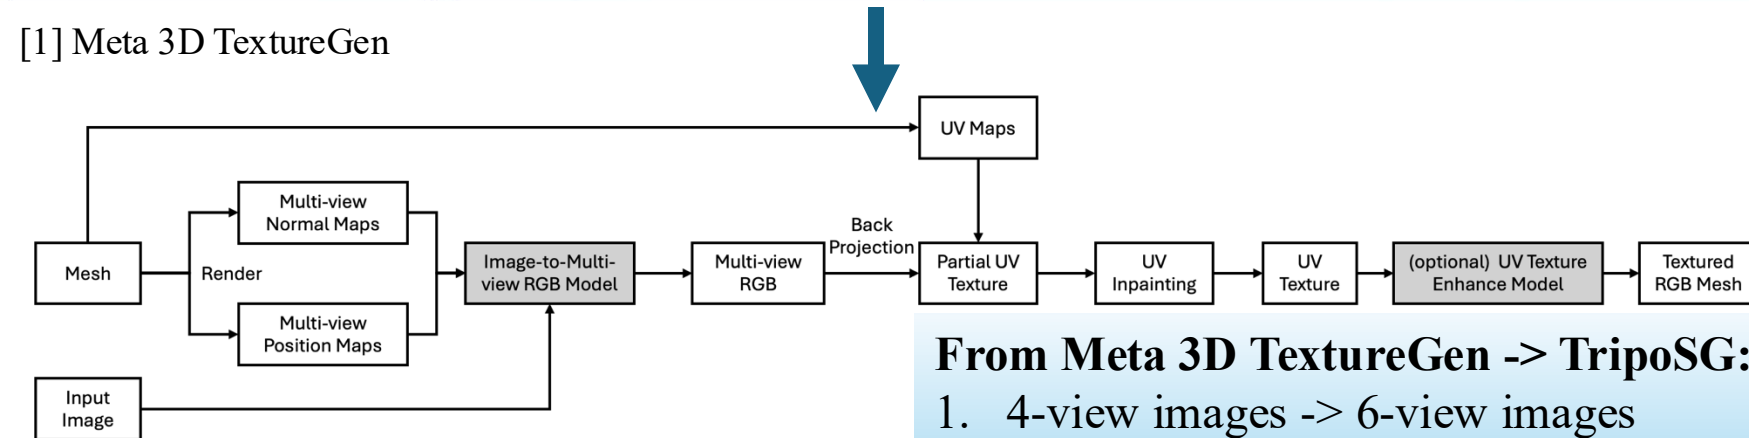 [1] Meta 3D TextureGen
UV Maps
Multi-view
Normal Maps
Back
Projection
Mesh
Render
Image-to-Multi-
view RGB Model
Multi-view
RGB
Partial UV
Texture
UV
Inpainting
UV
Texture
(optional) UV Texture
Enhance Model
Textured
RGB Mesh
Multi-view
Position Maps
Input
Image
From Meta 3D TextureGen -> TripoSG:
1. 4-view images -> 6-view images